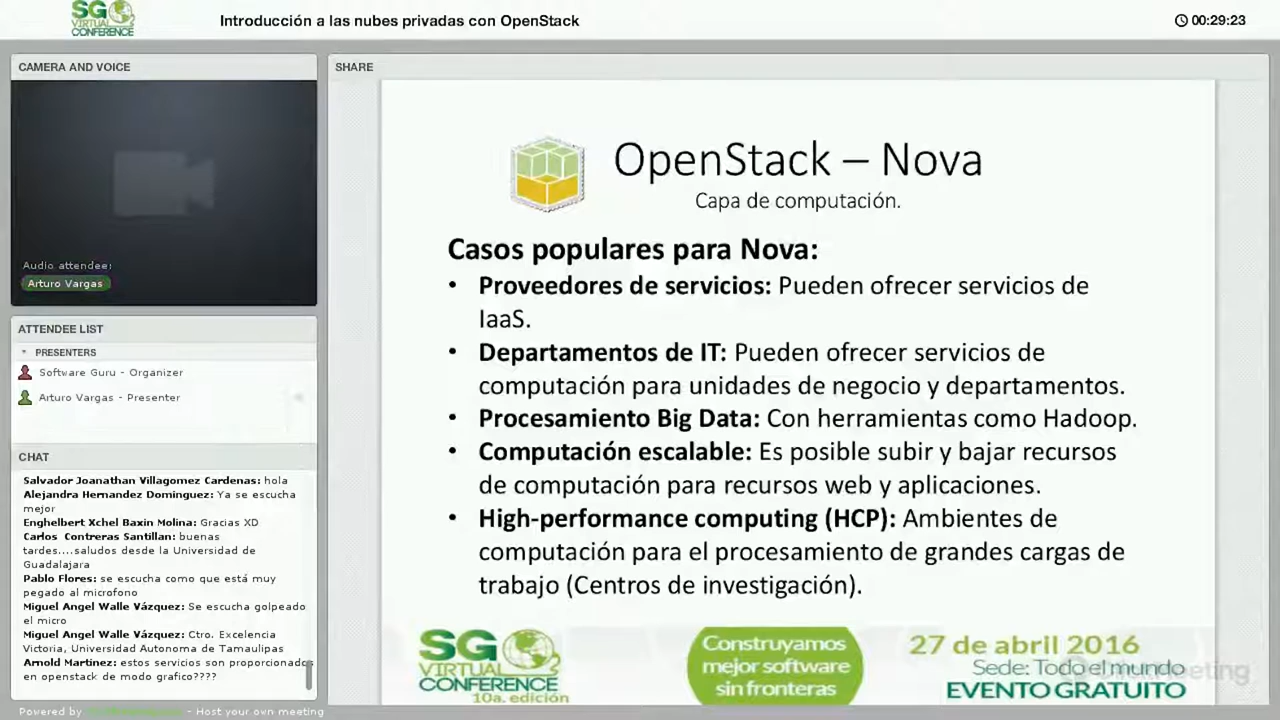 SG
VIRTUAL
CONFERENCE
Introducción a las nubes privadas con OpenStack
00:29:23
CAMERA AND VOICE
Audio attendee:
Arturo Vargas
ATTENDEE LIST
PRESENTERS
Software Guru - Organizer
Arturo Vargas - Presenter
CHAT
Salvador Joanathan Villagomez Cardenas: hola
Alejandra Hernandez Dominguez: Ya se escucha
mejor
Enghelbert Xchel Baxin Molina: Gracias XD
Carlos Contreras Santillan: buenas
tardes....saludos desde la Universidad de
Guadalajara
Pablo Flores: se escucha como que está muy
pegado al microfono
Miguel Angel Walle Vázquez: Se escucha golpeado
el micro
Miguel Angel Walle Vázquez: Ctro. Excelencia
Victoria, Universidad Autonoma de Tamaulipas
Arnold Martinez: estos servicios son proporcionados
en openstack de modo grafico????
Powered by
- Host your own meeting
SHARE
OpenStack – Nova
Capa de computación.
Casos populares para Nova:
• Proveedores de servicios: Pueden ofrecer servicios de
IaaS.
• Departamentos de IT: Pueden ofrecer servicios de
computación para unidades de negocio y departamentos.
• Procesamiento Big Data: Con herramientas como Hadoop.
• Computación escalable: Es posible subir y bajar recursos
de computación para recursos web y aplicaciones.
• High-performance computing (HCP): Ambientes de
computación para el procesamiento de grandes cargas de
trabajo (Centros de investigación).
SG
VIRTUAL
CONFERENCE
10a. edición
Construyamos
mejor software
sin fronteras
27 de abril 2016
Sede: Todo el mundo
EVENTO GRATUITO